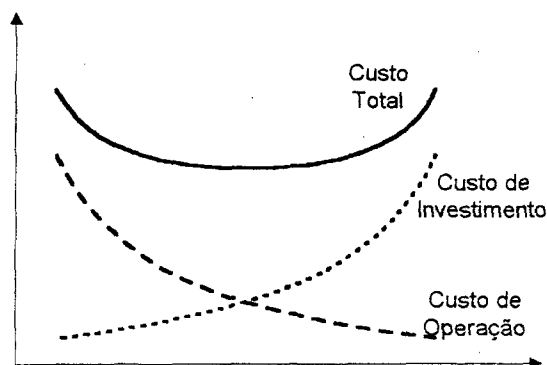 Custo
Total
Custo de
Investimento
Custo de
Operação